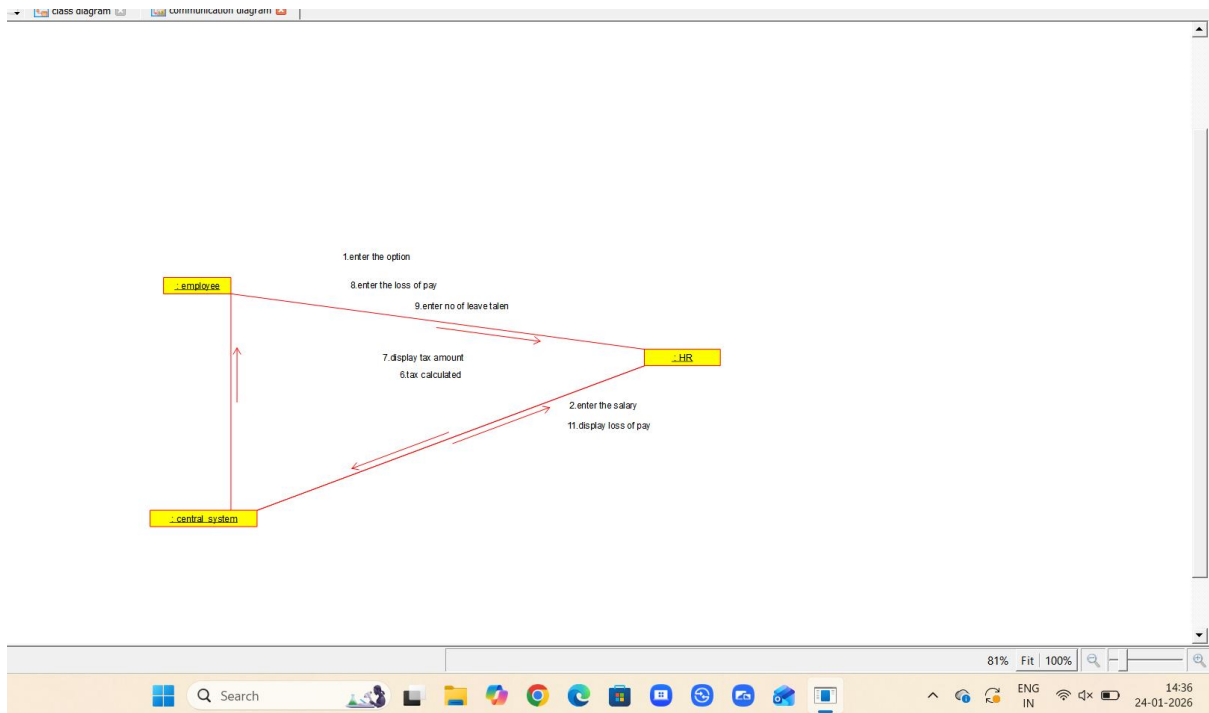 class diagram
communication diagram
1.enter the option
: employee
8.enter the loss of pay
9.enter no of leave talen
7.display tax amount
: HR
6.tax calculated
2.enter the salary
11.display loss of pay
: central system
81% Fit 100%
Search
ENG
IN
14:36
24-01-2026